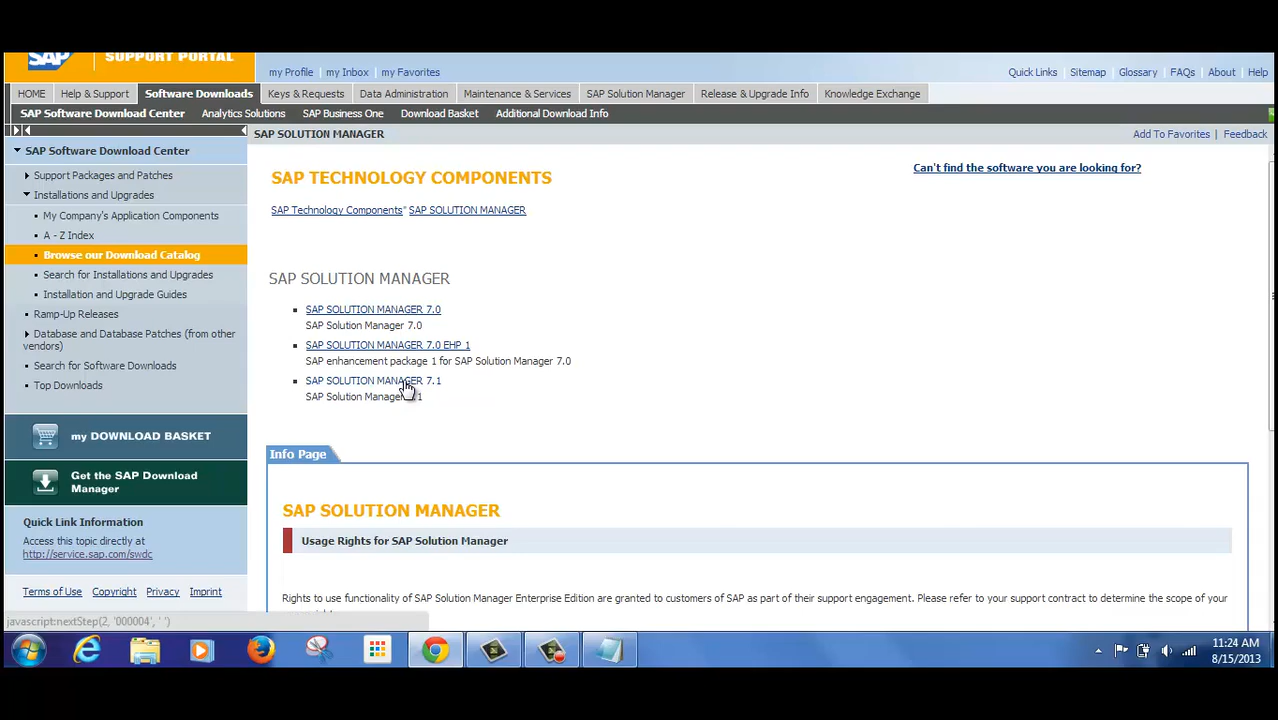 SAP SUPPORT PORTAL
my Profile my Inbox my Favorites
Quick Links Sitemap Glossary FAQs About Help
HOME Help & Support Software Downloads Keys & Requests Data Administration Maintenance & Services SAP Solution Manager Release & Upgrade Info Knowledge Exchange
SAP Software Download Center Analytics Solutions SAP Business One Download Basket Additional Download Info
SAP SOLUTION MANAGER
Add To Favorites Feedback
SAP Software Download Center
Support Packages and Patches
Installations and Upgrades
My Company's Application Components
A - Z Index
Browse our Download Catalog
Search for Installations and Upgrades
Installation and Upgrade Guides
Ramp-Up Releases
Database and Database Patches (from other
vendors)
Search for Software Downloads
Top Downloads
my DOWNLOAD BASKET
Get the SAP Download
Manager
Quick Link Information
Access this topic directly at
http://service.sap.com/swdc
Terms of Use Copyright Privacy Imprint
Can't find the software you are looking for?
SAP TECHNOLOGY COMPONENTS
SAP Technology Components" SAP SOLUTION MANAGER
SAP SOLUTION MANAGER
SAP SOLUTION MANAGER 7.0
SAP Solution Manager 7.0
SAP SOLUTION MANAGER 7.0 EHP 1
SAP enhancement package 1 for SAP Solution Manager 7.0
SAP SOLUTION MANAGER 7.1
SAP Solution Manager 1
Info Page
SAP SOLUTION MANAGER
Usage Rights for SAP Solution Manager
Rights to use functionality of SAP Solution Manager Enterprise Edition are granted to customers of SAP as part of their support engagement. Please refer to your support contract to determine the scope of your
javascript:nextStep(2, '000004', ' ')
11:24 AM
8/15/2013